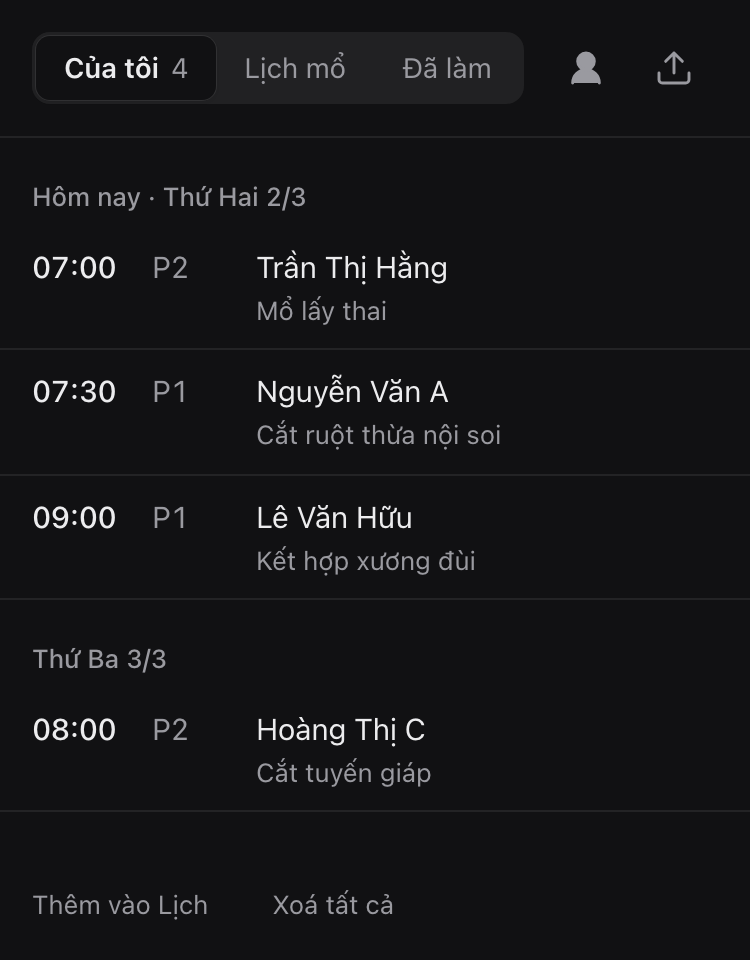 Của tôi 4 Lịch mổ Đã làm
Hôm nay · Thứ Hai 2/3
07:00 P2 Trần Thị Hằng
Mổ lấy thai
07:30 P1 Nguyễn Văn A
Cắt ruột thừa nội soi
09:00 P1 Lê Văn Hữu
Kết hợp xương đùi
Thứ Ba 3/3
08:00 P2 Hoàng Thị C
Cắt tuyến giáp
Thêm vào Lịch Xoá tất cả